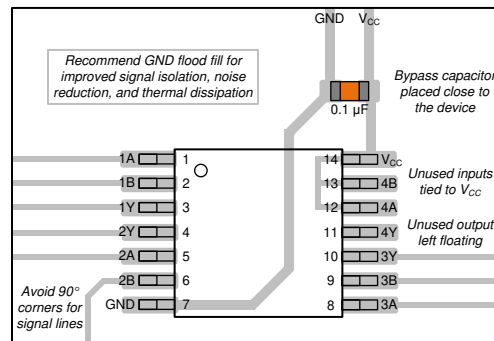 GND VCC
Recommend GND flood fill for
improved signal isolation, noise
reduction, and thermal dissipation
Bypass capacitor
placed close to
the device
0.1 µF
1A 1 14 VCC
1B 2 13 4B
1Y 3 12 4A
2Y 4 11 4Y
2A 5 10 3Y
2B 6 9 3B
GND 7 8 3A
Unused inputs
tied to VCC
Unused output
left floating
Avoid 90°
corners for
signal lines